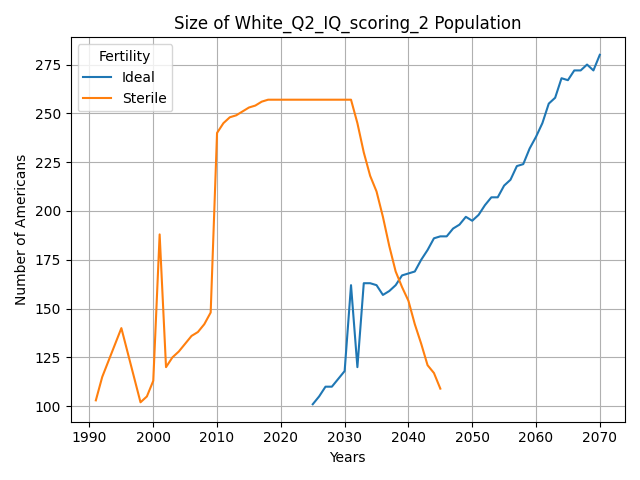 Size of White_Q2_IQ_scoring_2 Population
Fertility
Ideal
Sterile
Number of Americans
275
250
225
200
175
150
125
100
1990 2000 2010 2020 2030 2040 2050 2060 2070
Years